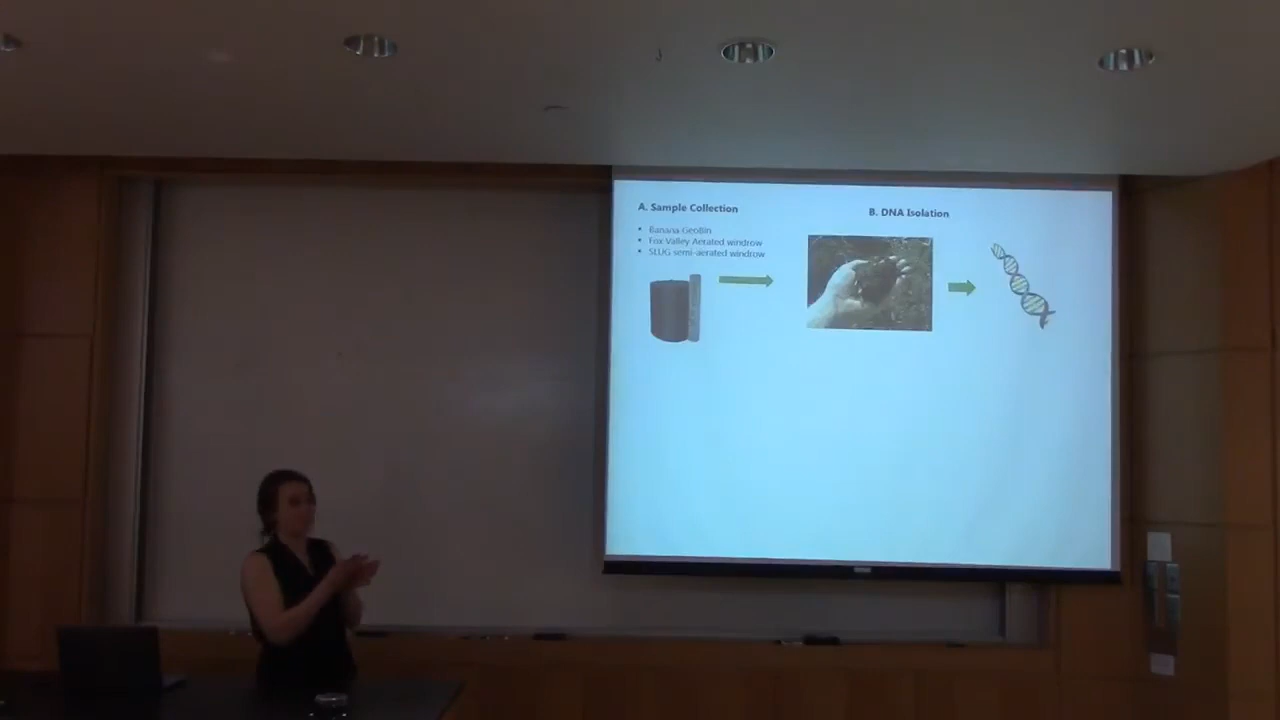 A. Sample Collection
B. DNA Isolation
• Banana GeoBin
• Fox Valley Aerated windrow
• SLUG semi-aerated windrow